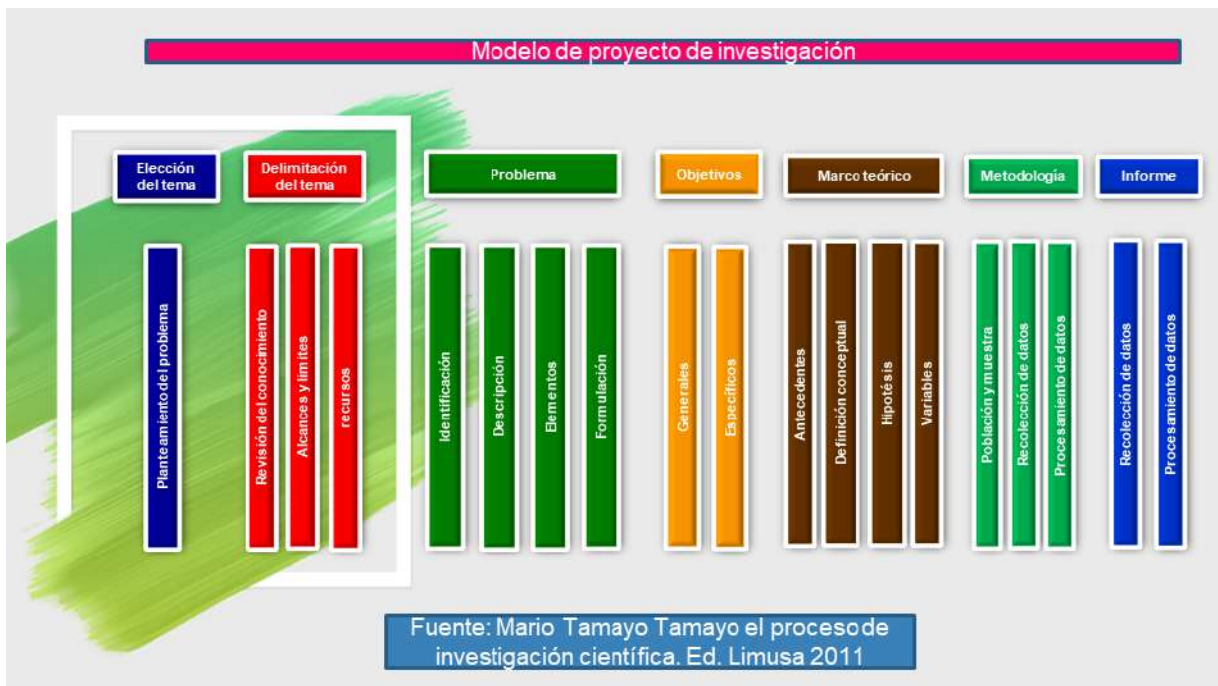 Modelo de proyecto de investigación
Elección
del tema
Delimitación
del tema
Problema
Objetivos
Marco teórico
Metodología
Informe
Planteamiento del problema
Revisión del conocimiento
Alcances y limites
recursos
Identificación
Descripción
Elementos
Formulación
Generales
Específicos
Antecedentes
Definición conceptual
Hipotésis
Variables
Población y muestra
Recolección de datos
Procesamiento de datos
Recolección de datos
Procesamiento de datos
Fuente: Mario Tamayo Tamayo el proceso de
investigación científica. Ed. Limusa 2011